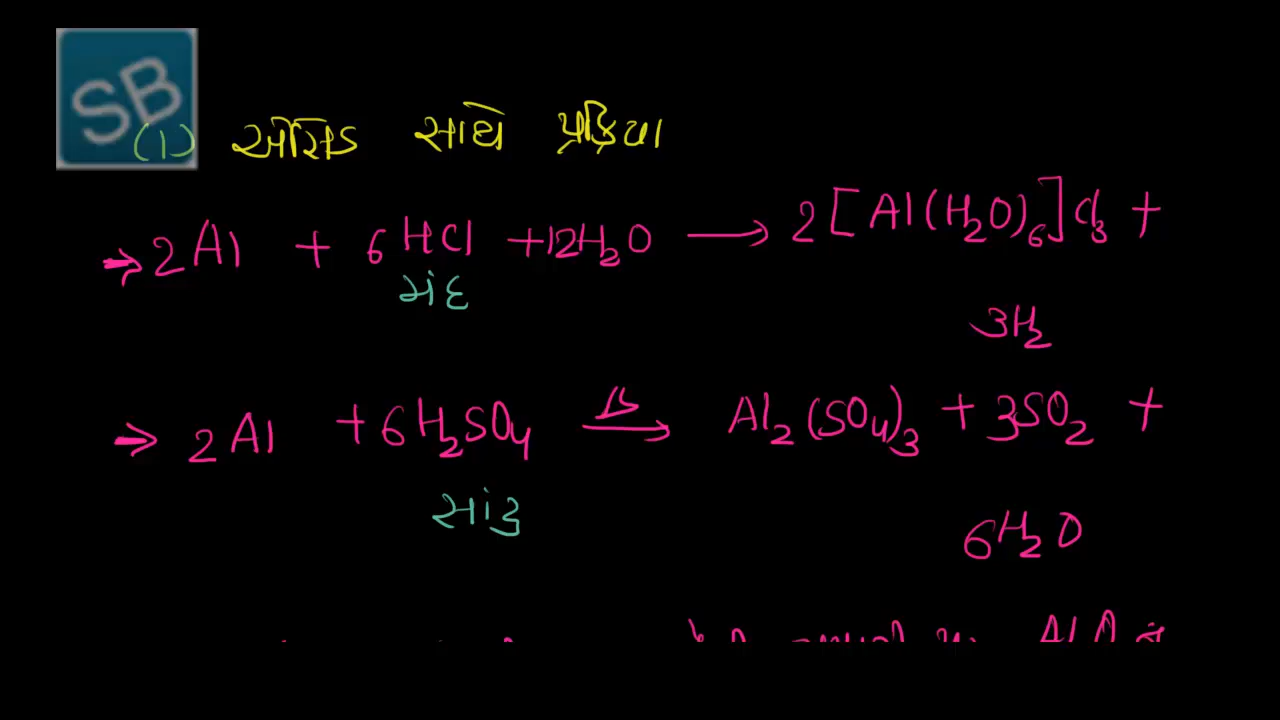 SB
(1) એસિડ સાથે પ્રક્રિયા
⇒ 2Al + 6HCl + 12H₂O ⟶ 2[Al(H₂O)₆]Cl₃ +
મંદ
3H₂
⇒ 2Al + 6H₂SO₄ —Δ→ Al₂(SO₄)₃ + 3SO₂ +
સાંદ્ર
6H₂O